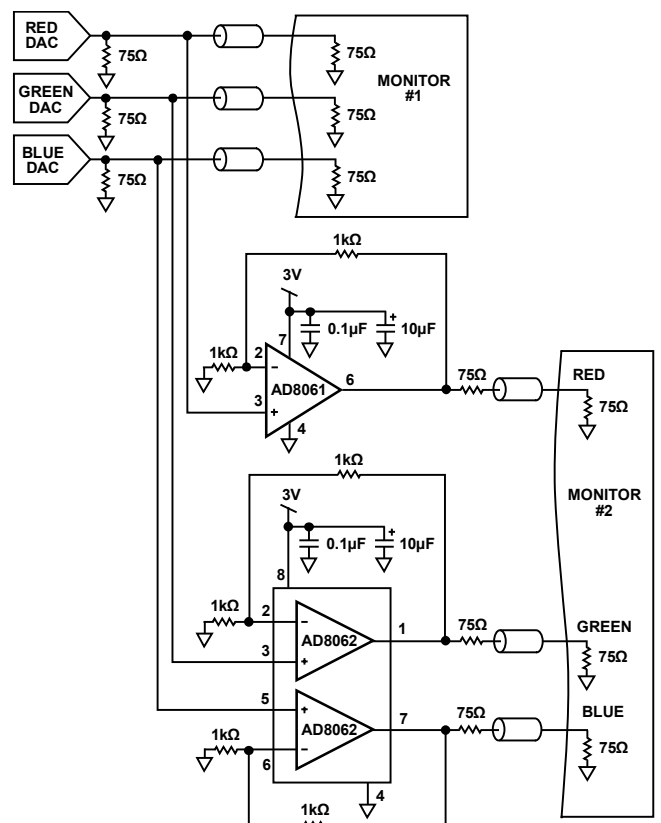 RED
DAC
75Ω
75Ω
MONITOR
#1
GREEN
DAC
75Ω
75Ω
BLUE
DAC
75Ω
75Ω
1kΩ
3V
7
0.1µF
+
10µF
1kΩ
2
−
AD8061
6
3
+
4
75Ω
RED
75Ω
MONITOR
#2
1kΩ
3V
8
0.1µF
+
10µF
1kΩ
2
−
AD8062
1
3
+
75Ω
GREEN
75Ω
5
+
AD8062
7
1kΩ
−
6
75Ω
BLUE
75Ω
4
1kΩ